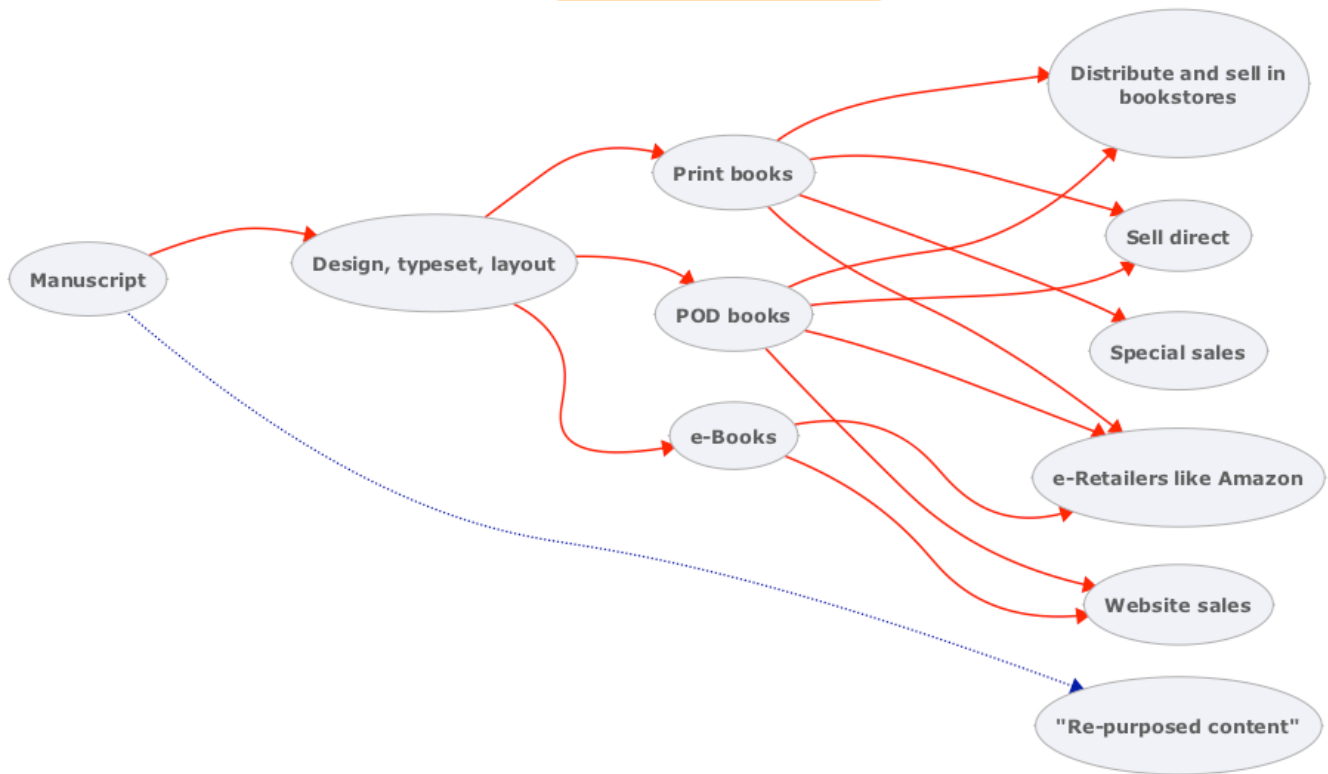 Manuscript
Design, typeset, layout
Print books
POD books
e-Books
Distribute and sell in
bookstores
Sell direct
Special sales
e-Retailers like Amazon
Website sales
"Re-purposed content"